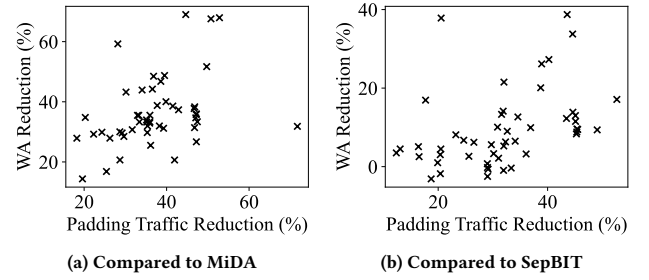 WA Reduction (%)
60
40
20
20
40
60
Padding Traffic Reduction (%)
(a) Compared to MiDA
WA Reduction (%)
40
20
0
20
40
Padding Traffic Reduction (%)
(b) Compared to SepBIT